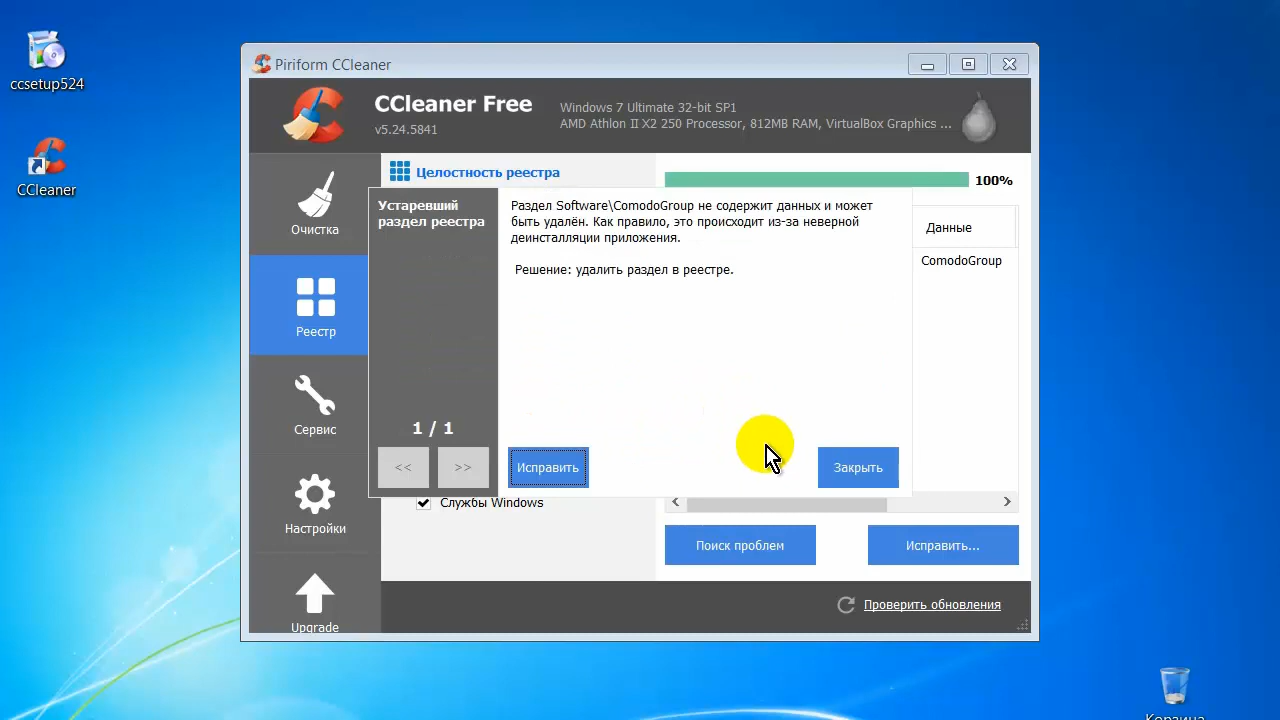 ccsetup524
CCleaner
Piriform CCleaner
CCleaner Free
v5.24.5841
Windows 7 Ultimate 32-bit SP1
AMD Athlon II X2 250 Processor, 812MB RAM, VirtualBox Graphics ...
Очистка
Реестр
Сервис
Настройки
Upgrade
Целостность реестра
100%
Данные
ComodoGroup
Устаревший
раздел реестра
Раздел Software\ComodoGroup не содержит данных и может
быть удалён. Как правило, это происходит из-за неверной
деинсталляции приложения.
Решение: удалить раздел в реестре.
1 / 1
<< >>
Исправить
Закрыть
Службы Windows
Поиск проблем
Исправить...
Проверить обновления
Корзина